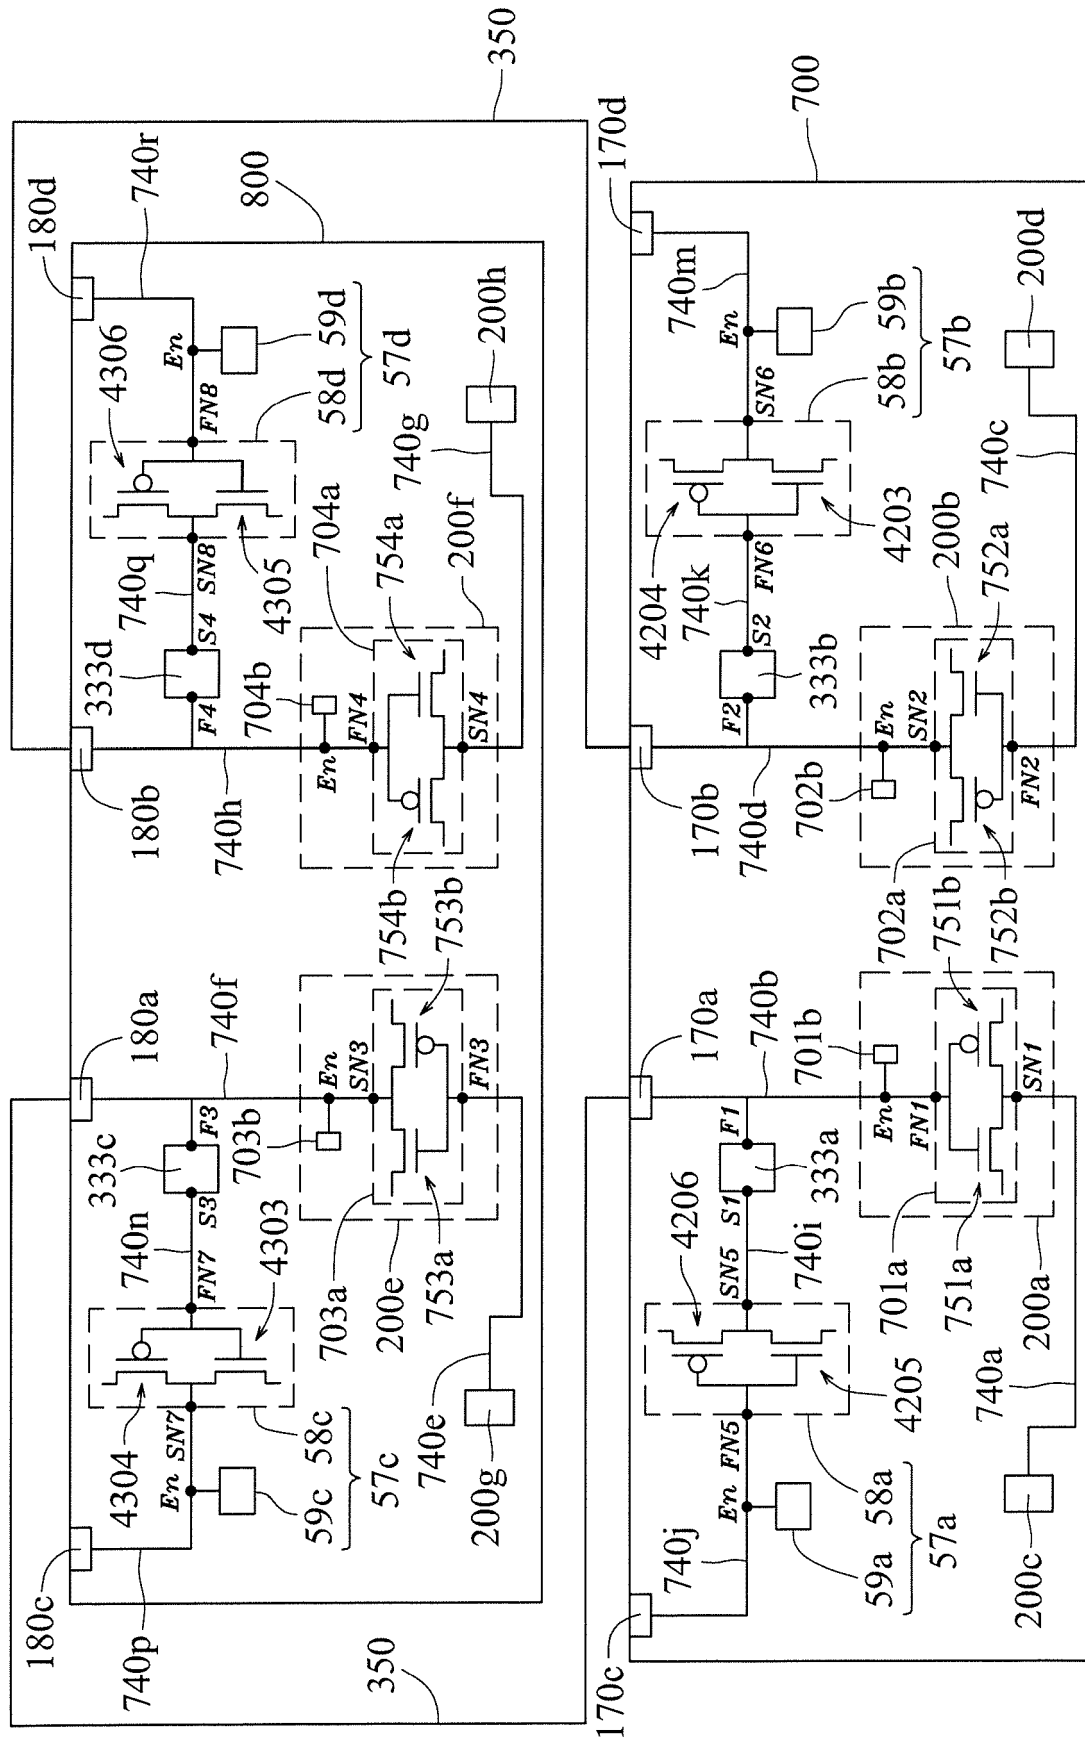 350
740r
800
180d
4306
En
59d
58d
57d
200h
FN8
740g
704a
200f
740q
SN8
4305
754a
S4
333d
704b
FN4
SN4
F4
En
180b
740h
754b
753b
180a
740f
En
SN3
FN3
F3
333c
703b
S3
740n
4303
FN7
703a
200e
753a
4304
SN7
58c
59c
57c
740e
200g
En
180c
740p
350
700
170d
740m
200d
En
59b
58b
57b
SN6
740c
4204
4203
200b
740k
FN6
752a
S2
333b
SN2
F2
En
FN2
170b
740d
702b
702a
752b
751b
170a
740b
701b
En
FN1
SN1
F1
333a
4206
S1
740i
SN5
701a
751a
200a
4205
740a
FN5
58a
59a
57a
En
740j
200c
170c